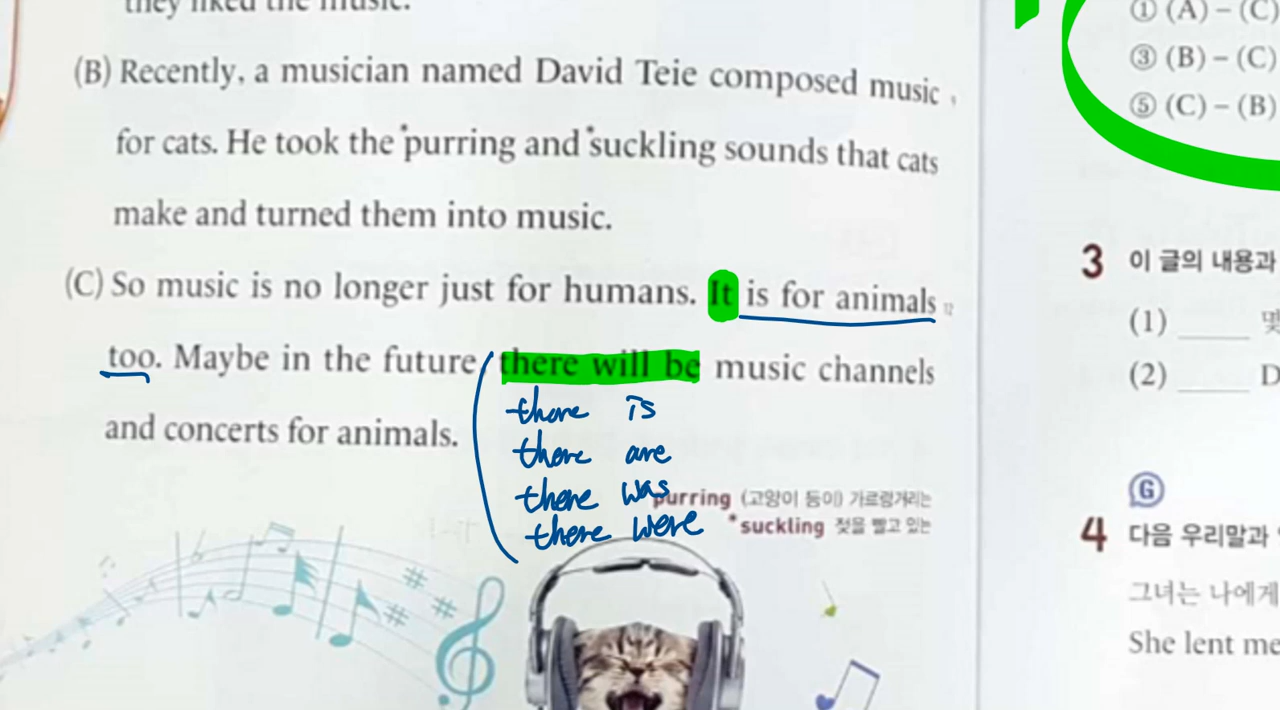 they liked the music.
(B) Recently, a musician named David Teie composed music 9
for cats. He took the *purring and *suckling sounds that cats
make and turned them into music.
(C) So music is no longer just for humans. It is for animals 12
too. Maybe in the future, there will be music channels
there is
and concerts for animals.
there are
there was
there were
purring (고양이 등이) 가르렁거리는
*suckling 젖을 빨고 있는
① (A) – (C)
③ (B) – (C)
⑤ (C) – (B)
3 이 글의 내용과
(1) 몇
(2) D
G
4 다음 우리말과
그녀는 나에게
She lent me